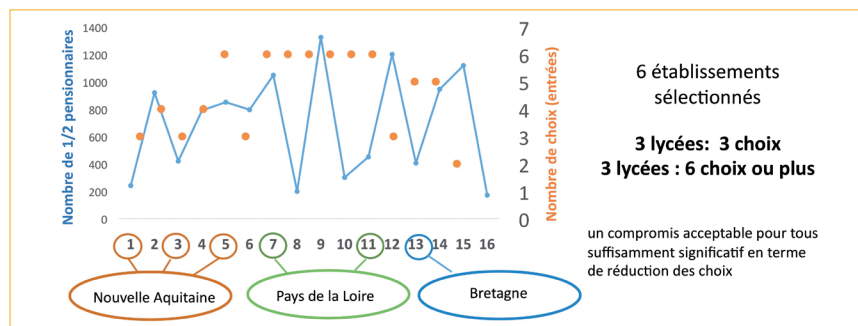 Nombre de 1/2 pensionnaires
1400
1200
1000
800
600
400
200
0
7
6
5
4
3
2
1
0
Nombre de choix (entrées)
1 2 3 4 5 6 7 8 9 10 11 12 13 14 15 16
Nouvelle Aquitaine
Pays de la Loire
Bretagne
6 établissements
sélectionnés
3 lycées: 3 choix
3 lycées : 6 choix ou plus
un compromis acceptable pour tous
suffisamment significatif en terme
de réduction des choix